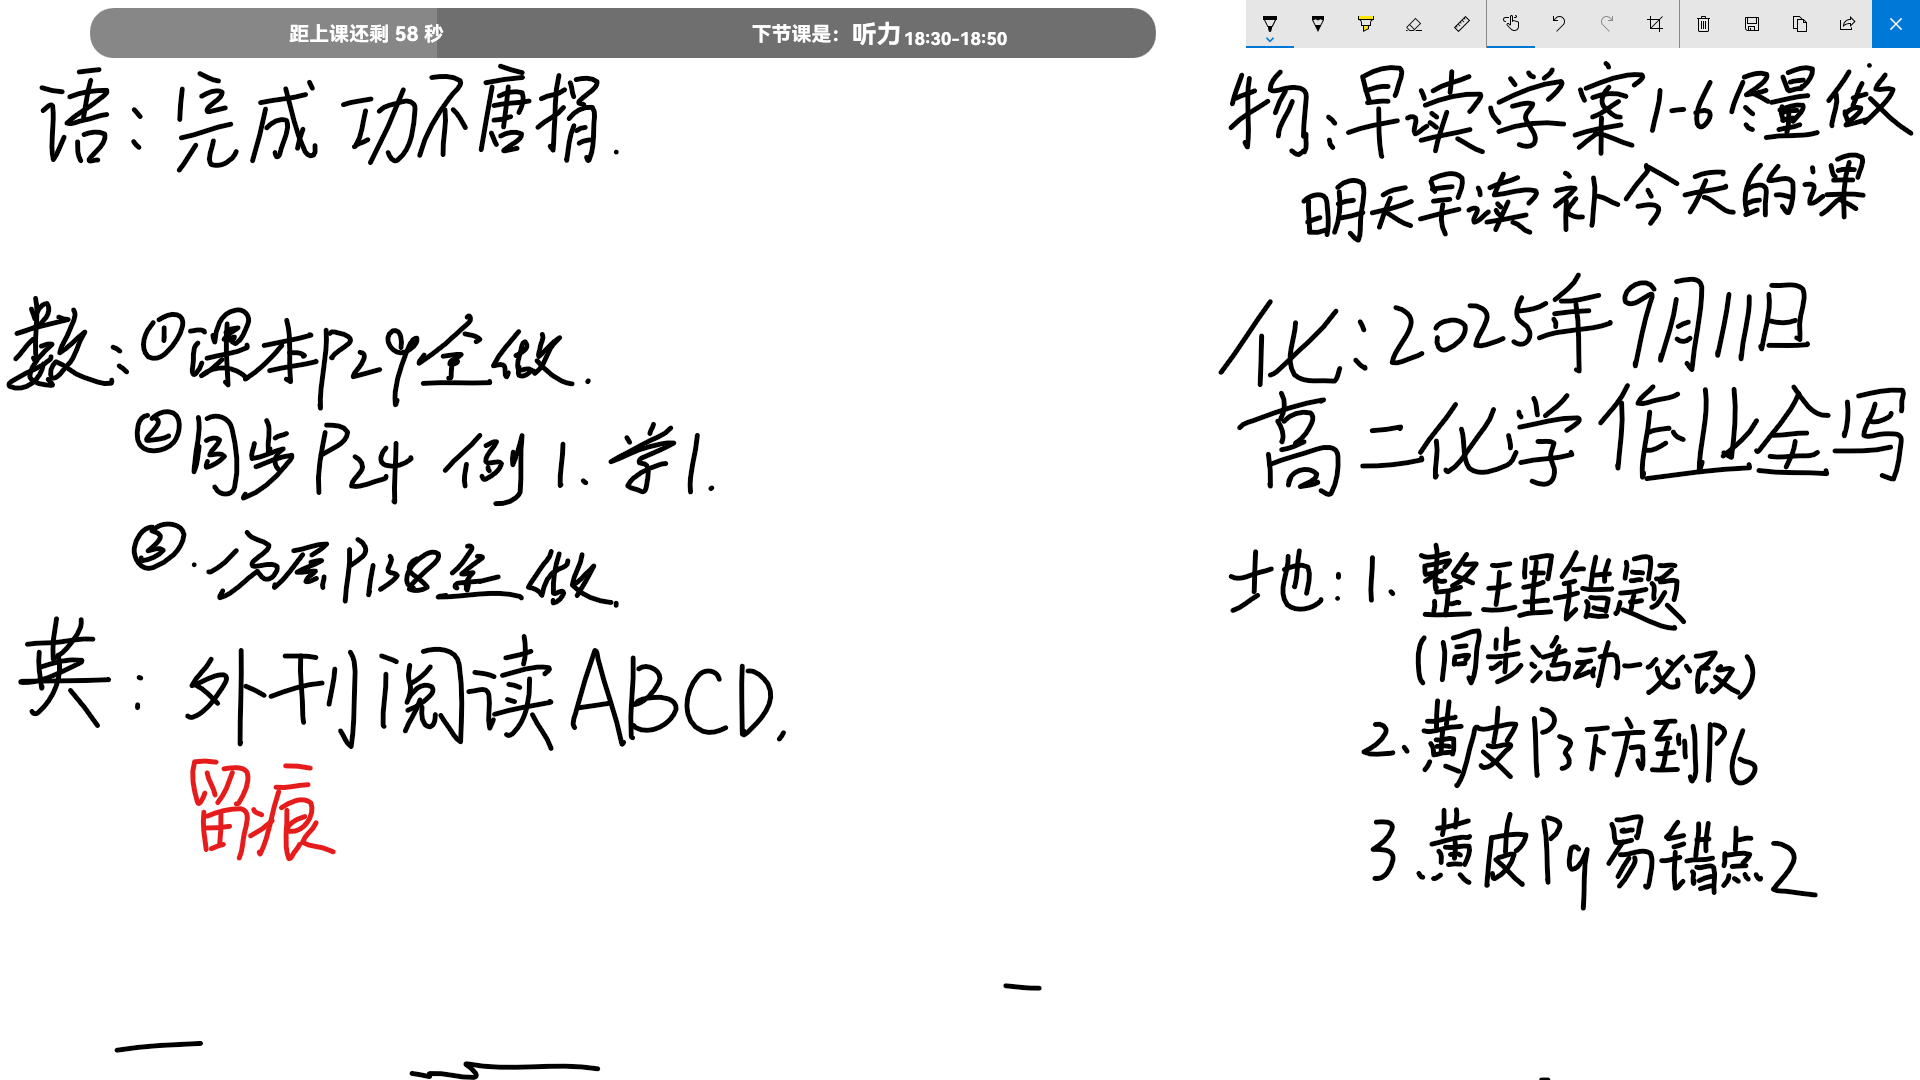 距上课还剩 58 秒
下节课是：听力 18:30-18:50
语：完成功不唐捐.
数：①课本P29全做.
②同步P24 例1、学1.
③.分层P138全做.
英：外刊阅读ABCD.
留痕
物：早读学案1-6尽量做
明天早读补今天的课
化：2025年9月11日
高二化学作业全写
地：1. 整理错题
(同步活动一必改)
2.黄皮P3下方到P6
3.黄皮P9易错点2